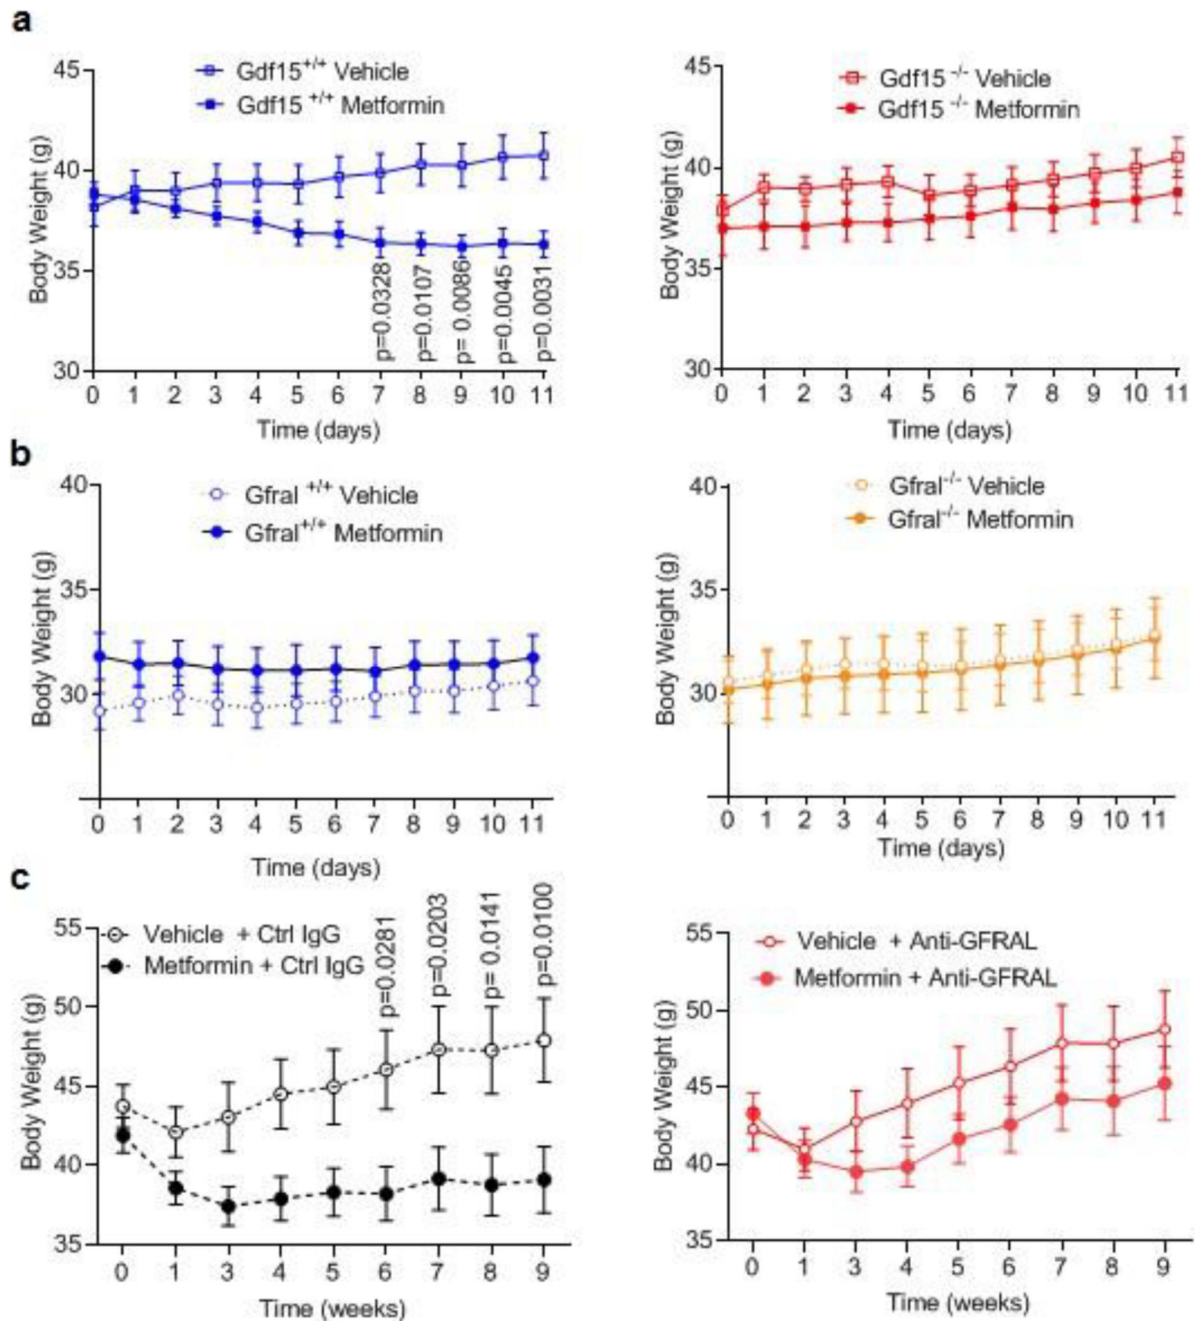 a
45
40
35
30
Body Weight (g)
Gdf15+/+ Vehicle
Gdf15 +/+ Metformin
p=0.0328
p=0.0107
p= 0.0086
p=0.0045
p=0.0031
0 1 2 3 4 5 6 7 8 9 10 11
Time (days)
45
40
35
30
Body Weight (g)
Gdf15 -/- Vehicle
Gdf15 -/- Metformin
0 1 2 3 4 5 6 7 8 9 10 11
Time (days)
b
40
35
30
Body Weight (g)
Gfral +/+ Vehicle
Gfral+/+ Metformin
0 1 2 3 4 5 6 7 8 9 10 11
Time (days)
40
35
30
Body Weight (g)
Gfral-/- Vehicle
Gfral-/- Metformin
0 1 2 3 4 5 6 7 8 9 10 11
Time (days)
c
55
50
45
40
35
Body Weight (g)
Vehicle + Ctrl IgG
Metformin + Ctrl IgG
p=0.0281
p=0.0203
p= 0.0141
p=0.0100
0 1 3 4 5 6 7 8 9
Time (weeks)
55
50
45
40
35
Body Weight (g)
Vehicle + Anti-GFRAL
Metformin + Anti-GFRAL
0 1 3 4 5 6 7 8 9
Time (weeks)